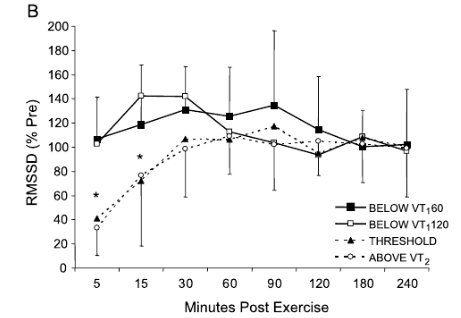 B
RMSSD (% Pre)
200
180
160
140
120
100
80
60
40
20
0
*
*
BELOW VT₁60
BELOW VT₁120
THRESHOLD
ABOVE VT₂
5 15 30 60 90 120 180 240
Minutes Post Exercise